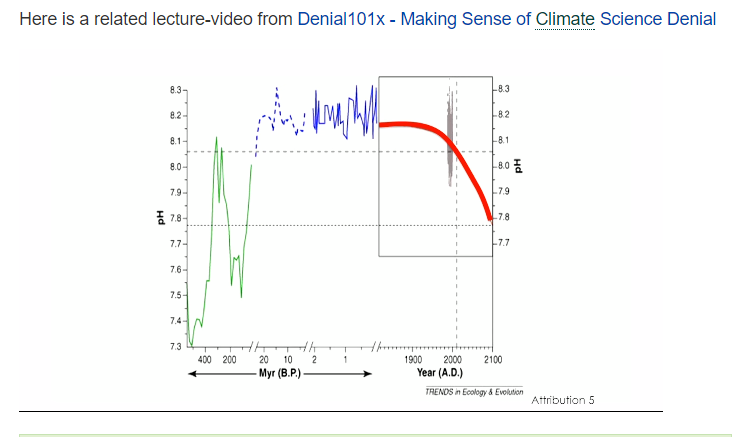 Here is a related lecture-video from Denial101x - Making Sense of Climate Science Denial
8.3
8.2
8.1
8.0
7.9
7.8
7.7
7.6
7.5
7.4
7.3
pH
8.3
8.2
8.1
8.0
7.9
7.8
7.7
pH
400 200 20 10 2 1 1900 2000 2100
Myr (B.P.) Year (A.D.)
TRENDS in Ecology & Evolution
Attribution 5